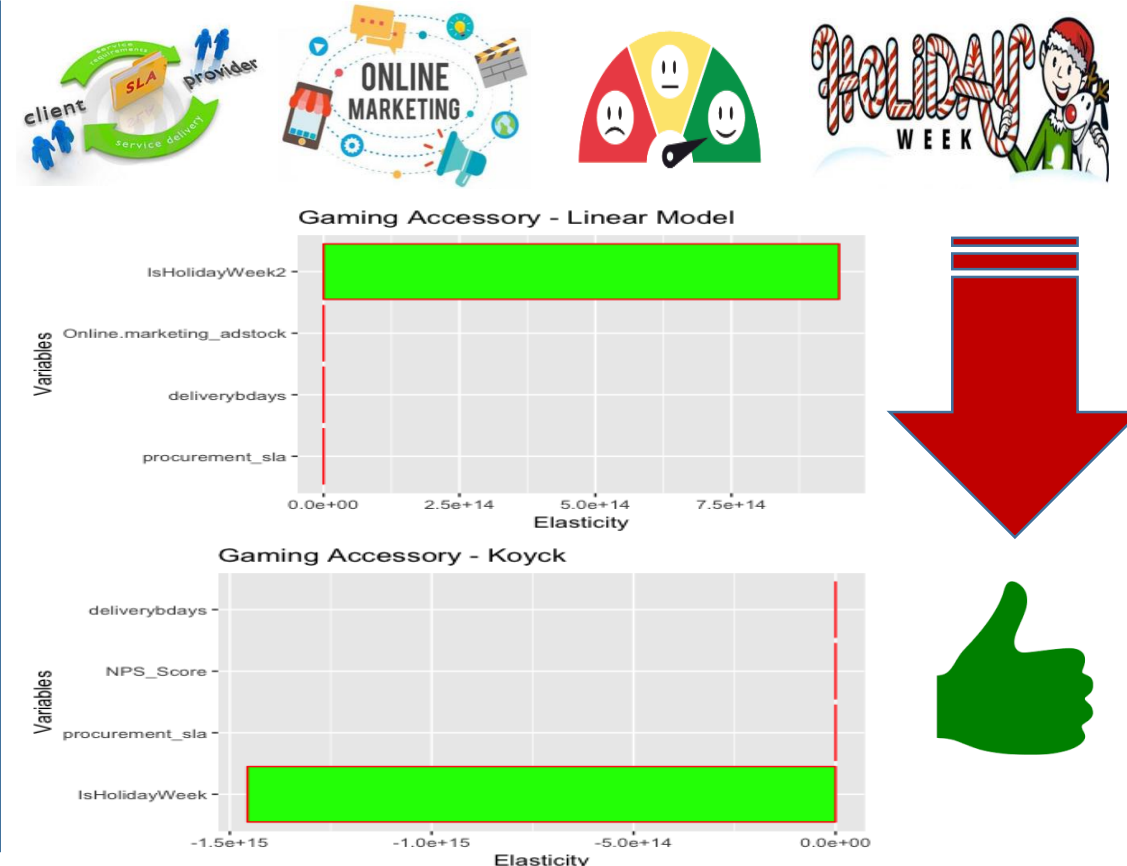 service
requirements
SLA
provider
client
service delivery
ONLINE
MARKETING
HOLiDAY
WEEK
Gaming Accessory - Linear Model
Variables
IsHolidayWeek2
Online.marketing_adstock
deliverybdays
procurement_sla
0.0e+00 2.5e+14 5.0e+14 7.5e+14
Elasticity
Gaming Accessory - Koyck
Variables
deliverybdays
NPS_Score
procurement_sla
IsHolidayWeek
-1.5e+15 -1.0e+15 -5.0e+14 0.0e+00
Elasticity